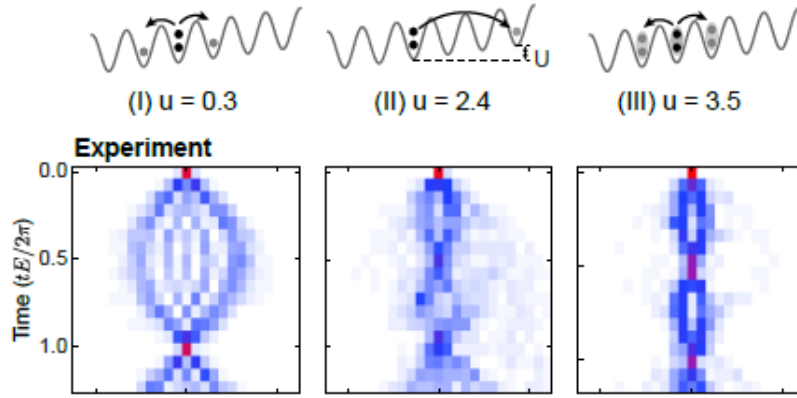 U
(I) u = 0.3
(II) u = 2.4
(III) u = 3.5
Experiment
Time (tE/2π)
0.0
0.5
1.0